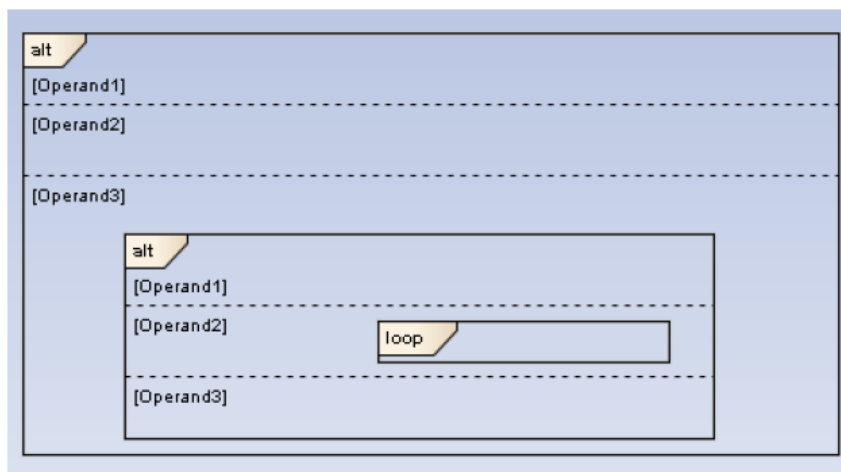 alt
[Operand1]
[Operand2]
[Operand3]
alt
[Operand1]
[Operand2]
loop
[Operand3]